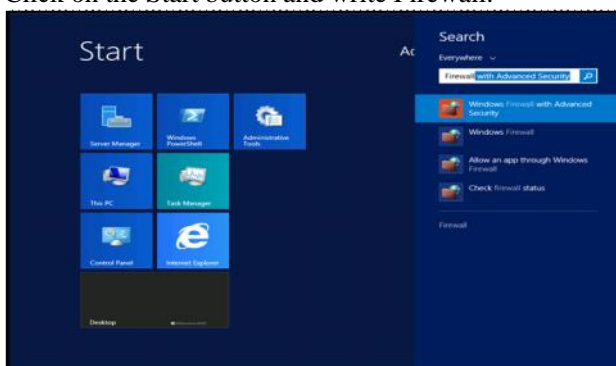 Click on the Start button and write Firewall.
Start
Ac
Search
Everywhere
Firewall with Advanced Security
Server Manager
Windows PowerShell
Administrative Tools
Windows Firewall with Advanced Security
Windows Firewall
This PC
Task Manager
Allow an app through Windows Firewall
Check firewall status
Control Panel
Internet Explorer
Firewall
Desktop